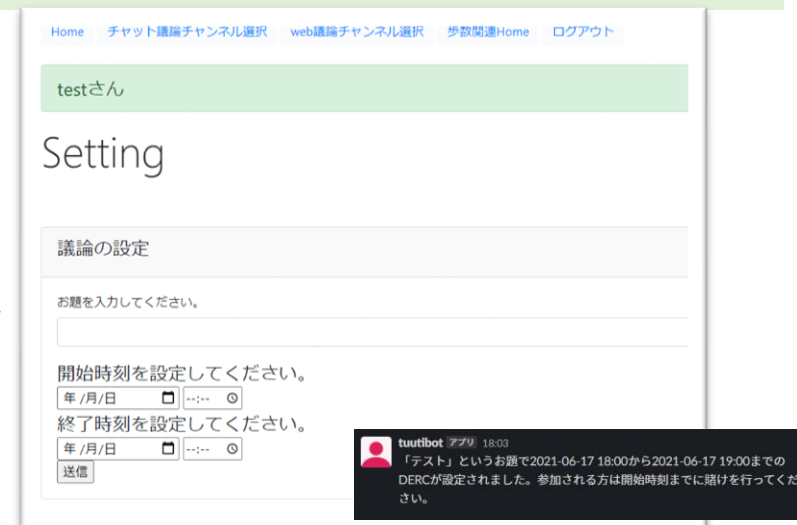 Home チャット議論チャンネル選択 web議論チャンネル選択 歩数関連Home ログアウト
testさん
Setting
議論の設定
お題を入力してください。
開始時刻を設定してください。
年 /月/日 --:--
終了時刻を設定してください。
年 /月/日 --:--
送信
tuutibot アプリ 18:03
「テスト」というお題で2021-06-17 18:00から2021-06-17 19:00までの
DERCが設定されました。参加される方は開始時刻までに賭けを行ってくだ
さい。